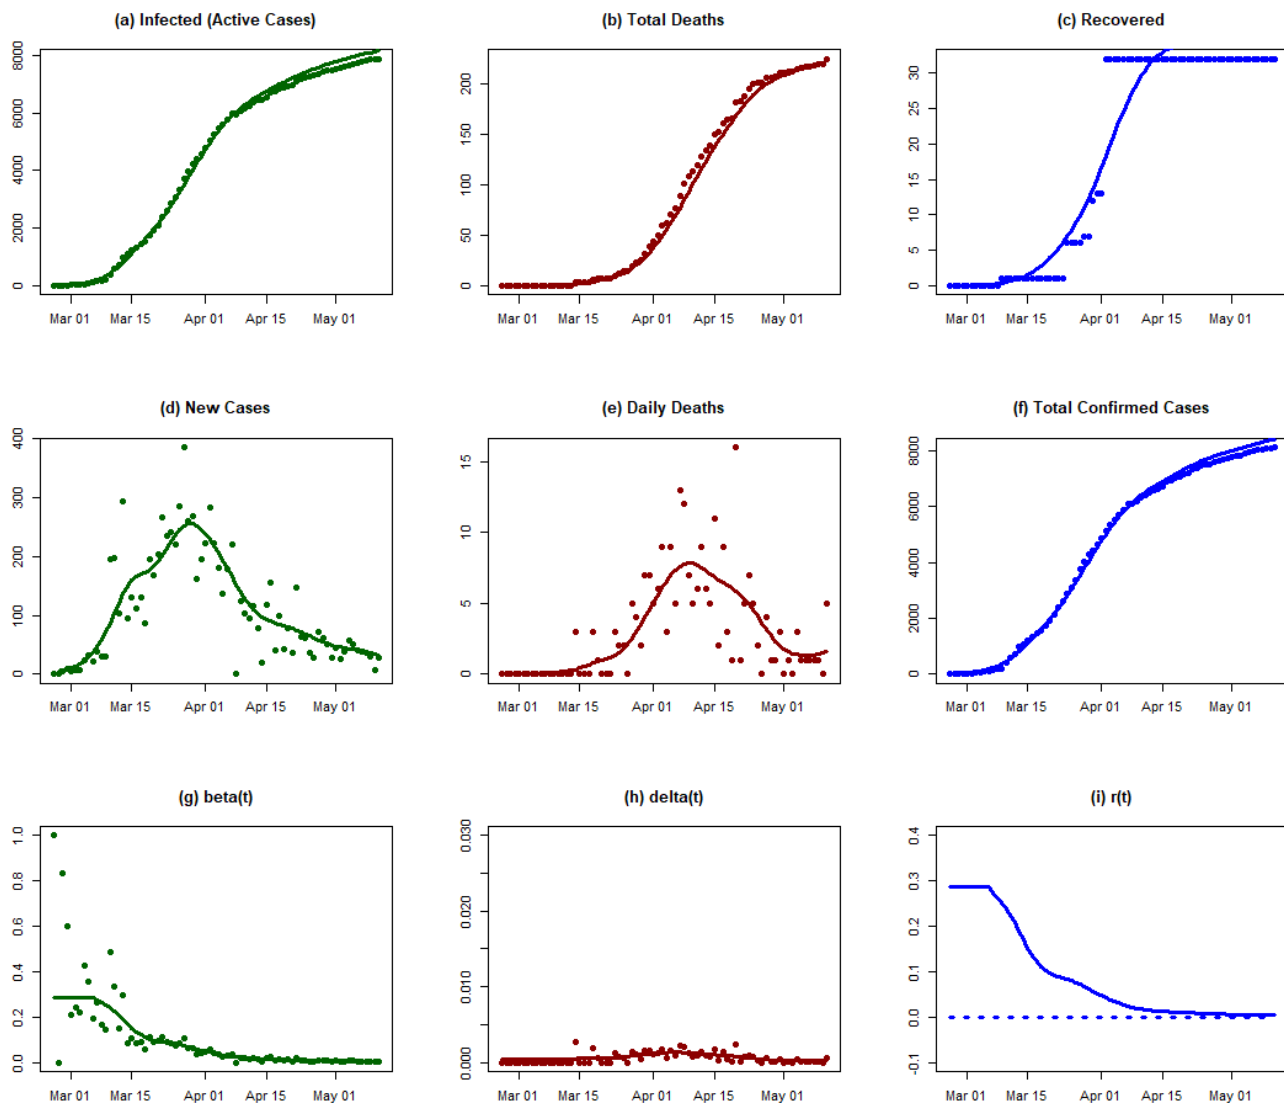 (a) Infected (Active Cases)
(b) Total Deaths
(c) Recovered
8000
6000
4000
2000
0
200
150
100
50
0
30
25
20
15
10
5
0
Mar 01 Mar 15 Apr 01 Apr 15 May 01
Mar 01 Mar 15 Apr 01 Apr 15 May 01
Mar 01 Mar 15 Apr 01 Apr 15 May 01
(d) New Cases
(e) Daily Deaths
(f) Total Confirmed Cases
400
300
200
100
0
15
10
5
0
8000
6000
4000
2000
0
Mar 01 Mar 15 Apr 01 Apr 15 May 01
Mar 01 Mar 15 Apr 01 Apr 15 May 01
Mar 01 Mar 15 Apr 01 Apr 15 May 01
(g) beta(t)
(h) delta(t)
(i) r(t)
1.0
0.8
0.6
0.4
0.2
0.0
0.030
0.020
0.010
0.000
0.4
0.3
0.2
0.1
0.0
-0.1
Mar 01 Mar 15 Apr 01 Apr 15 May 01
Mar 01 Mar 15 Apr 01 Apr 15 May 01
Mar 01 Mar 15 Apr 01 Apr 15 May 01